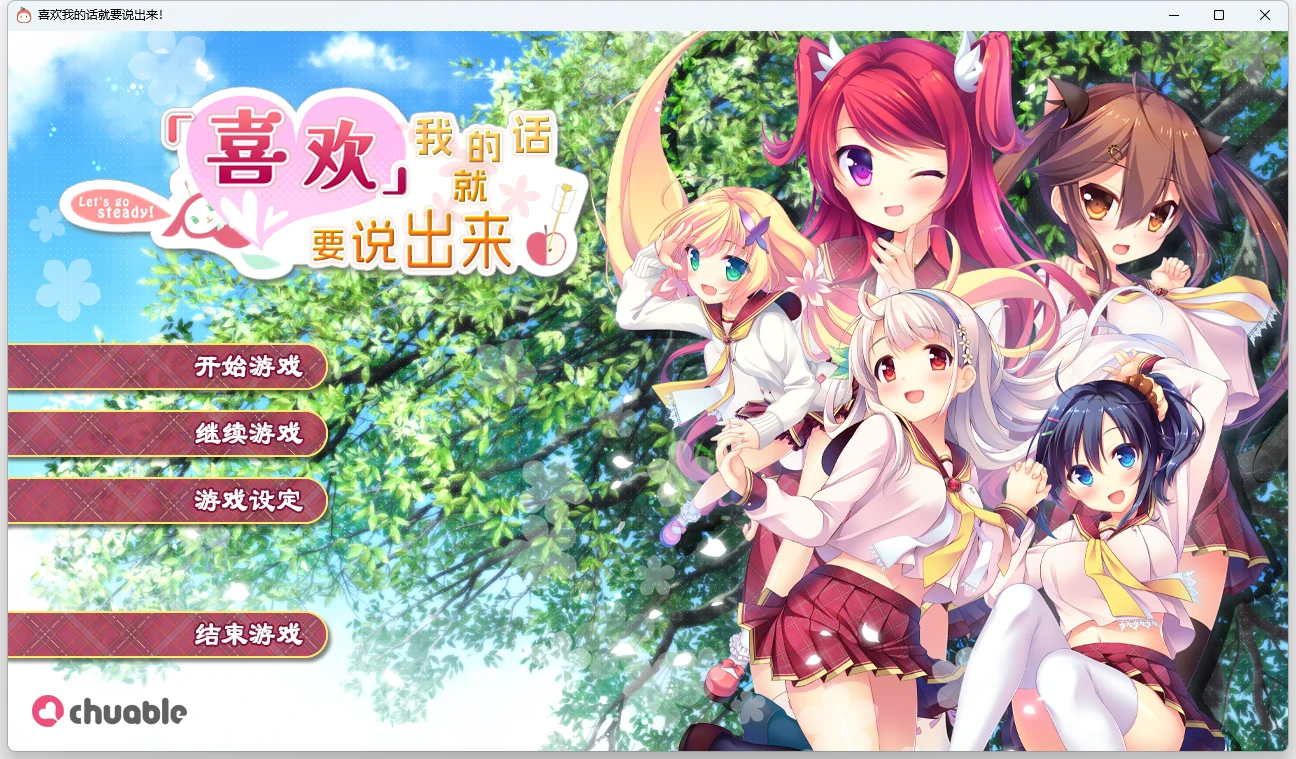 喜欢我的话就要说出来！
「喜欢」我的话
就
要说出来
Let's go
steady!
开始游戏
继续游戏
游戏设定
结束游戏
chuable